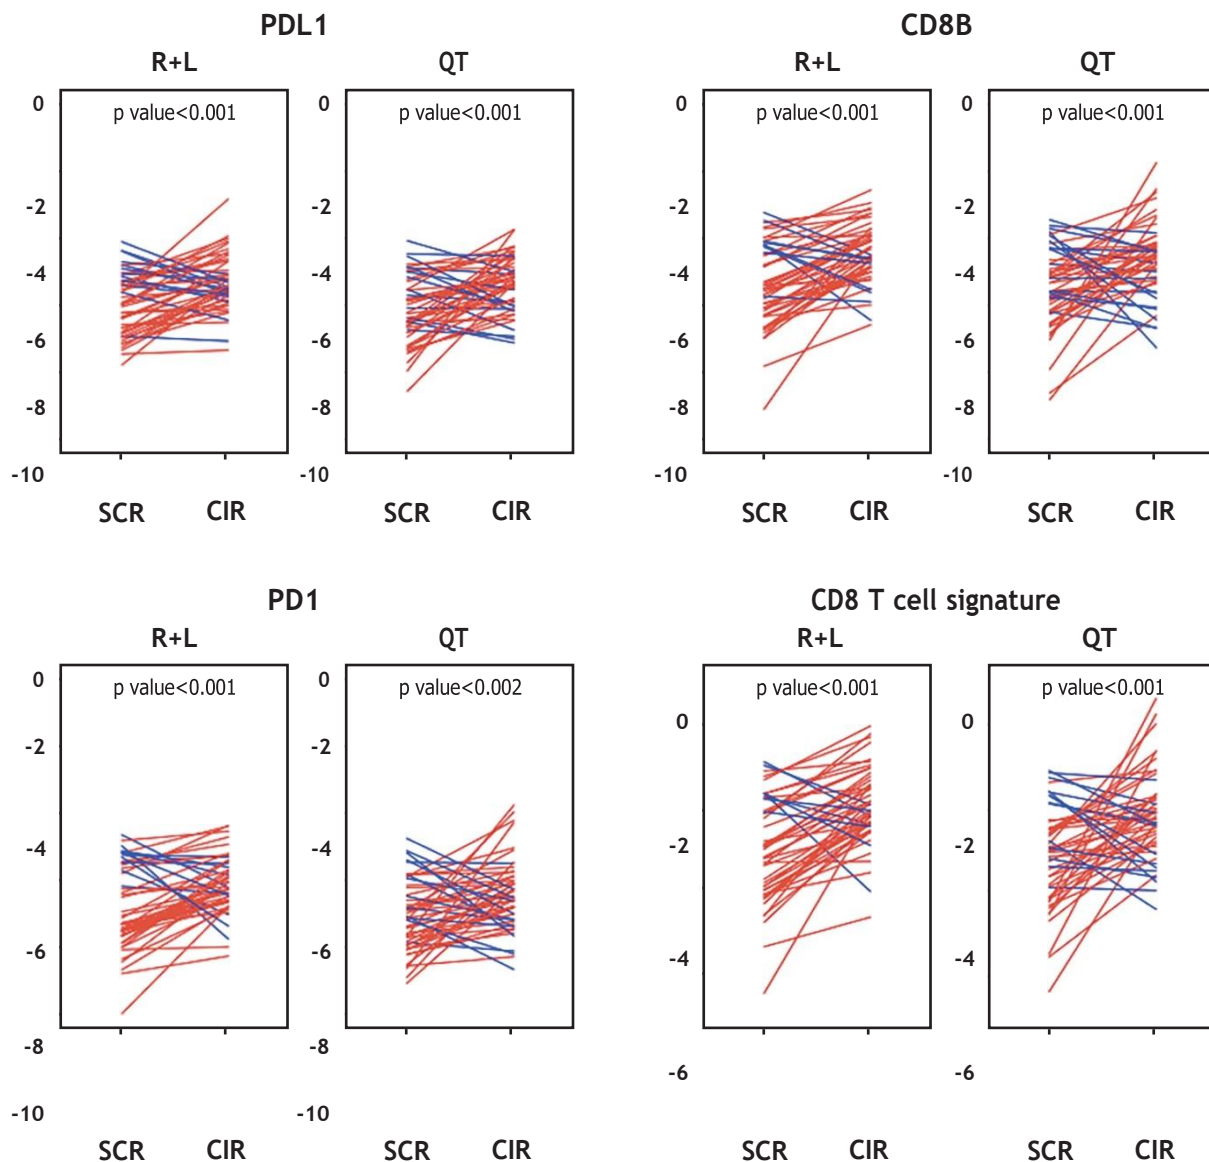 PDL1
R+L
QT
p value<0.001
p value<0.001
0
-2
-4
-6
-8
-10
0
-2
-4
-6
-8
-10
SCR
CIR
SCR
CIR
CD8B
R+L
QT
p value<0.001
p value<0.001
0
-2
-4
-6
-8
-10
0
-2
-4
-6
-8
-10
SCR
CIR
SCR
CIR
PD1
R+L
QT
p value<0.001
p value<0.002
0
-2
-4
-6
-8
-10
0
-2
-4
-6
-8
-10
SCR
CIR
SCR
CIR
CD8 T cell signature
R+L
QT
p value<0.001
p value<0.001
0
-2
-4
-6
0
-2
-4
-6
SCR
CIR
SCR
CIR